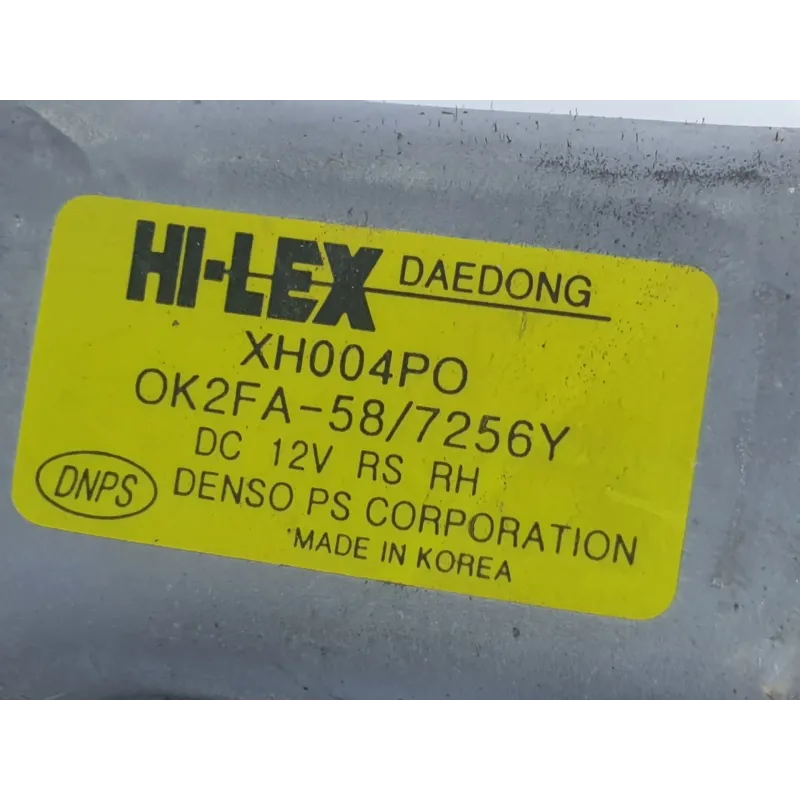 HI-LEX DAEDONG
XH004PO
OK2FA-58/7256Y
DC 12V RS RH
DNPS DENSO PS CORPORATION
MADE IN KOREA